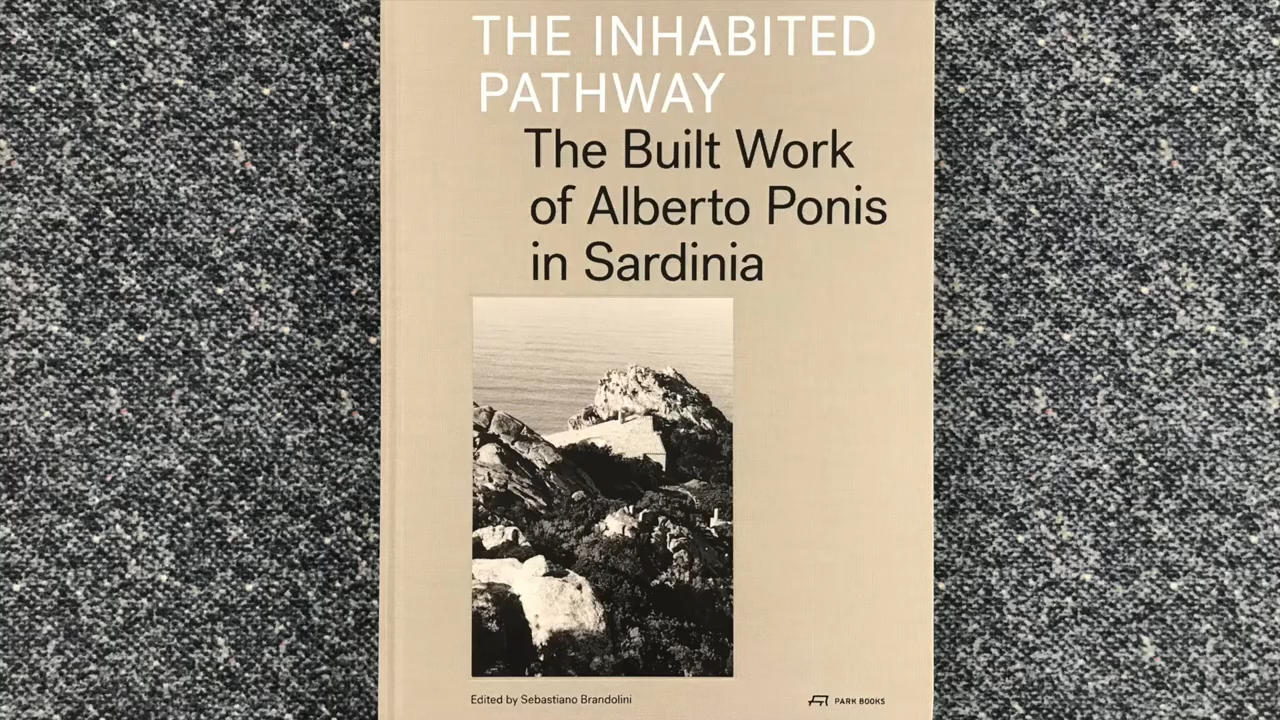 THE INHABITED
PATHWAY
The Built Work
of Alberto Ponis
in Sardinia
Edited by Sebastiano Brandolini
PARK BOOKS